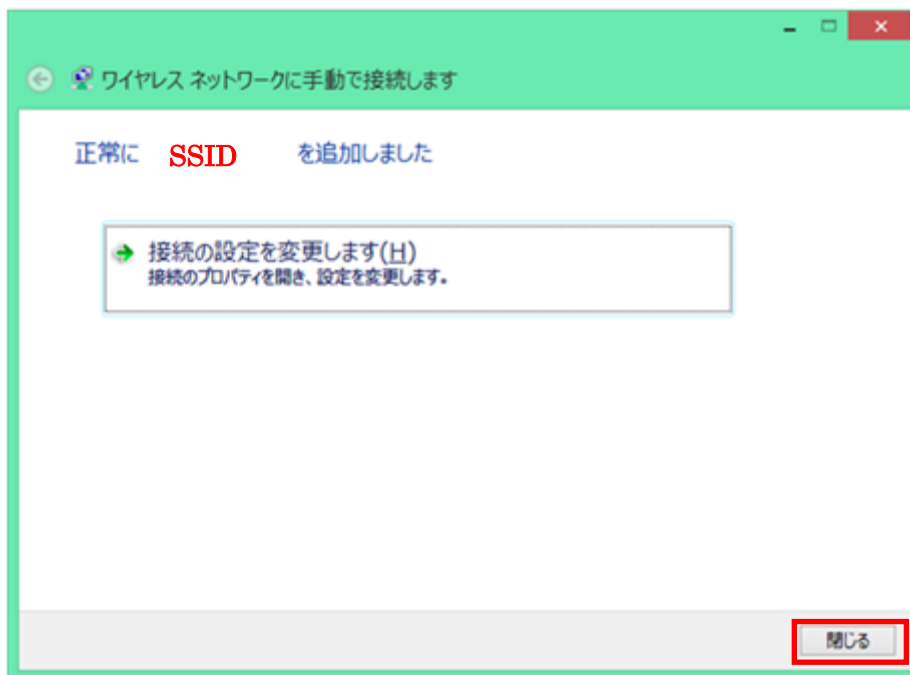 ワイヤレス ネットワークに手動で接続します
正常に SSID を追加しました
接続の設定を変更します(H)
接続のプロパティを開き、設定を変更します。
閉じる